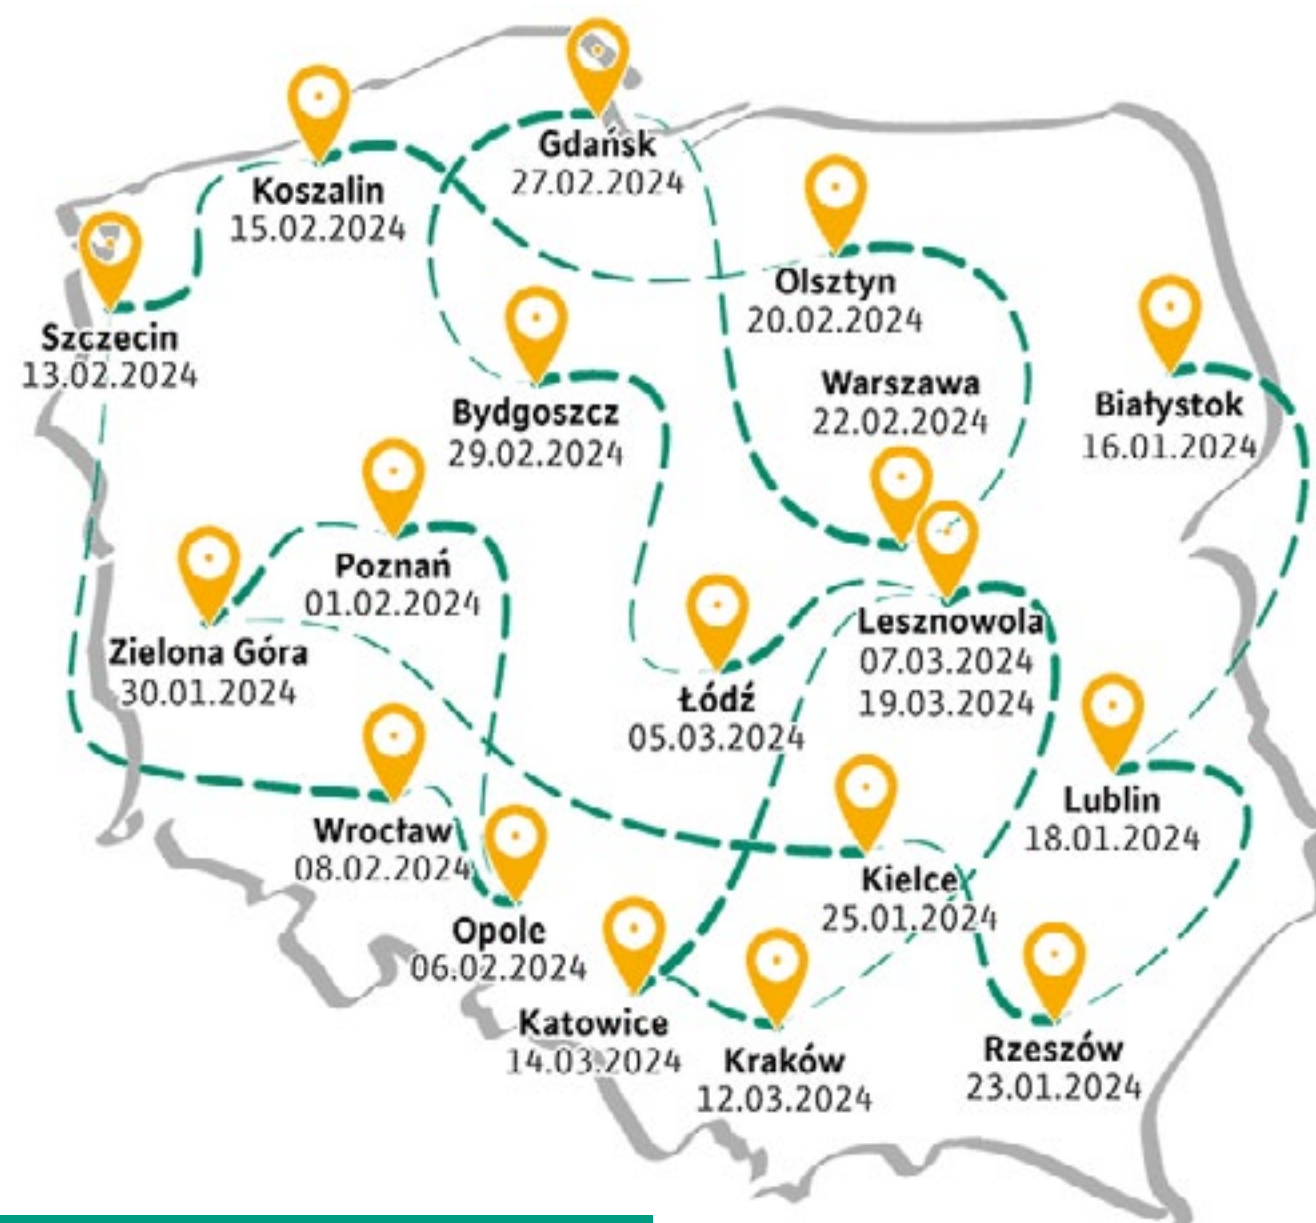 Gdańsk
27.02.2024
Koszalin
15.02.2024
Olsztyn
20.02.2024
Szczecin
13.02.2024
Warszawa
22.02.2024
Białystok
16.01.2024
Bydgoszcz
29.02.2024
Poznań
01.02.2024
Zielona Góra
30.01.2024
Lesznowola
07.03.2024
19.03.2024
Łódź
05.03.2024
Lublin
18.01.2024
Wrocław
08.02.2024
Kielce
25.01.2024
Opole
06.02.2024
Katowice
14.03.2024
Kraków
12.03.2024
Rzeszów
23.01.2024